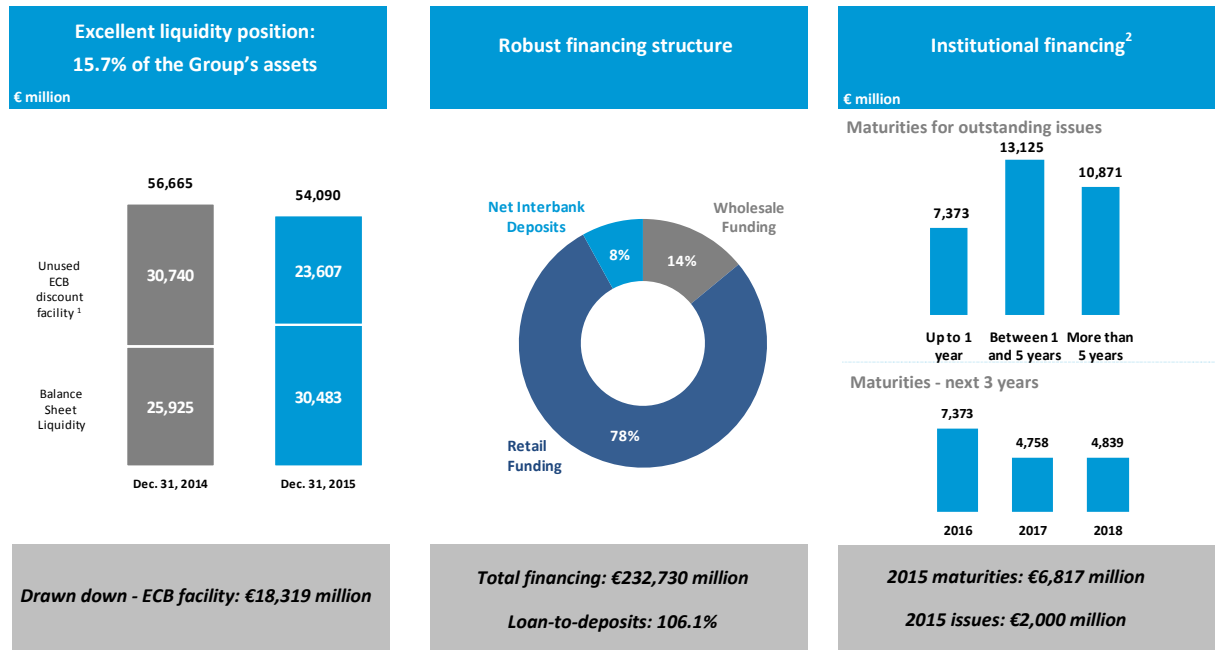 Excellent liquidity position:
15.7% of the Group's assets
€ million
56,665
54,090
Unused
ECB
discount
facility 1
30,740
23,607
Balance
Sheet
Liquidity
25,925
30,483
Dec. 31, 2014
Dec. 31, 2015
Drawn down - ECB facility: €18,319 million
Robust financing structure
Net Interbank
Deposits
Wholesale
Funding
8%
14%
78%
Retail
Funding
Total financing: €232,730 million
Loan-to-deposits: 106.1%
Institutional financing2
€ million
Maturities for outstanding issues
13,125
10,871
7,373
Up to 1
year
Between 1
and 5 years
More than
5 years
Maturities - next 3 years
7,373
4,758
4,839
2016
2017
2018
2015 maturities: €6,817 million
2015 issues: €2,000 million